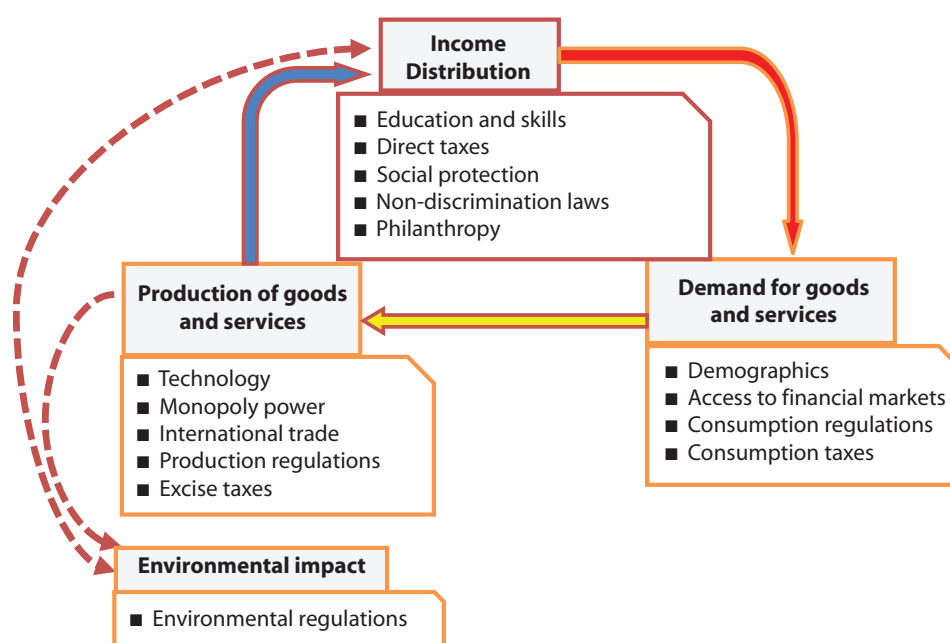 Income
Distribution
■ Education and skills
■ Direct taxes
■ Social protection
■ Non-discrimination laws
■ Philanthropy
Production of goods
and services
■ Technology
■ Monopoly power
■ International trade
■ Production regulations
■ Excise taxes
Demand for goods
and services
■ Demographics
■ Access to financial markets
■ Consumption regulations
■ Consumption taxes
Environmental impact
■ Environmental regulations